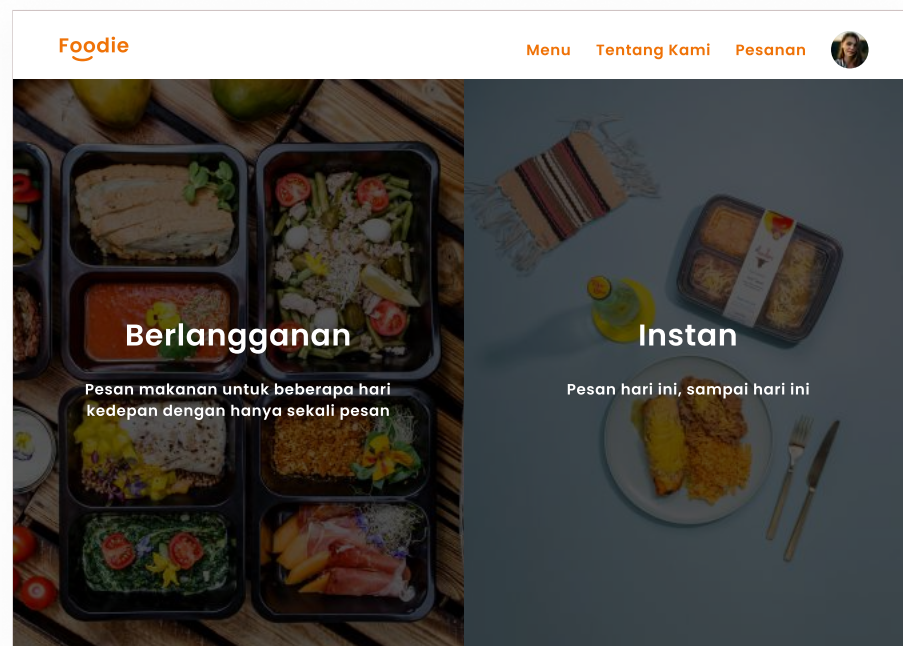 Foodie
Menu Tentang Kami Pesanan
Berlangganan
Pesan makanan untuk beberapa hari
kedepan dengan hanya sekali pesan
Instan
Pesan hari ini, sampai hari ini